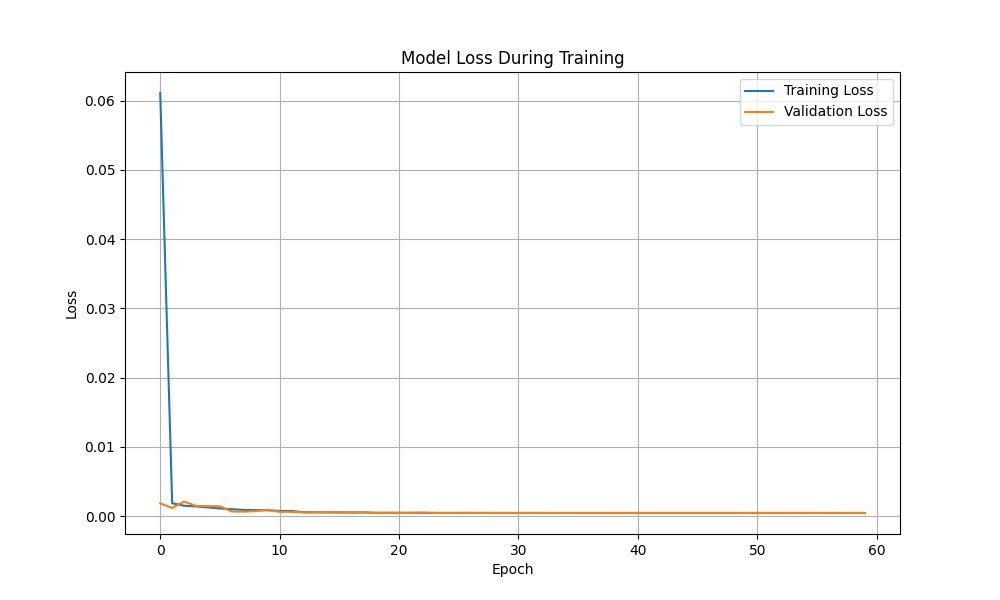 Model Loss During Training
Training Loss
Validation Loss
0.06
0.05
0.04
0.03
0.02
0.01
0.00
Loss
0 10 20 30 40 50 60
Epoch